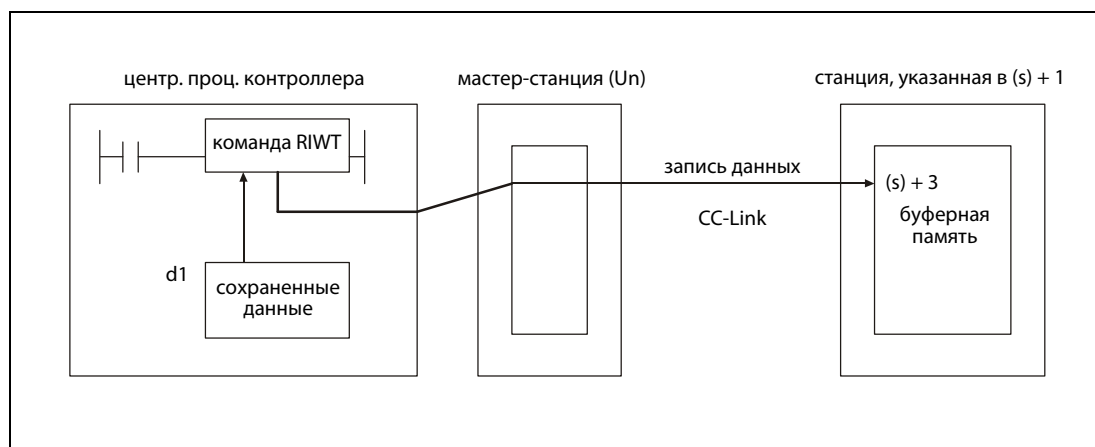 центр. проц. контроллера
мастер-станция (Un)
станция, указанная в (s) + 1
команда RIWT
запись данных
(s) + 3
буферная
память
CC-Link
d1
сохраненные
данные